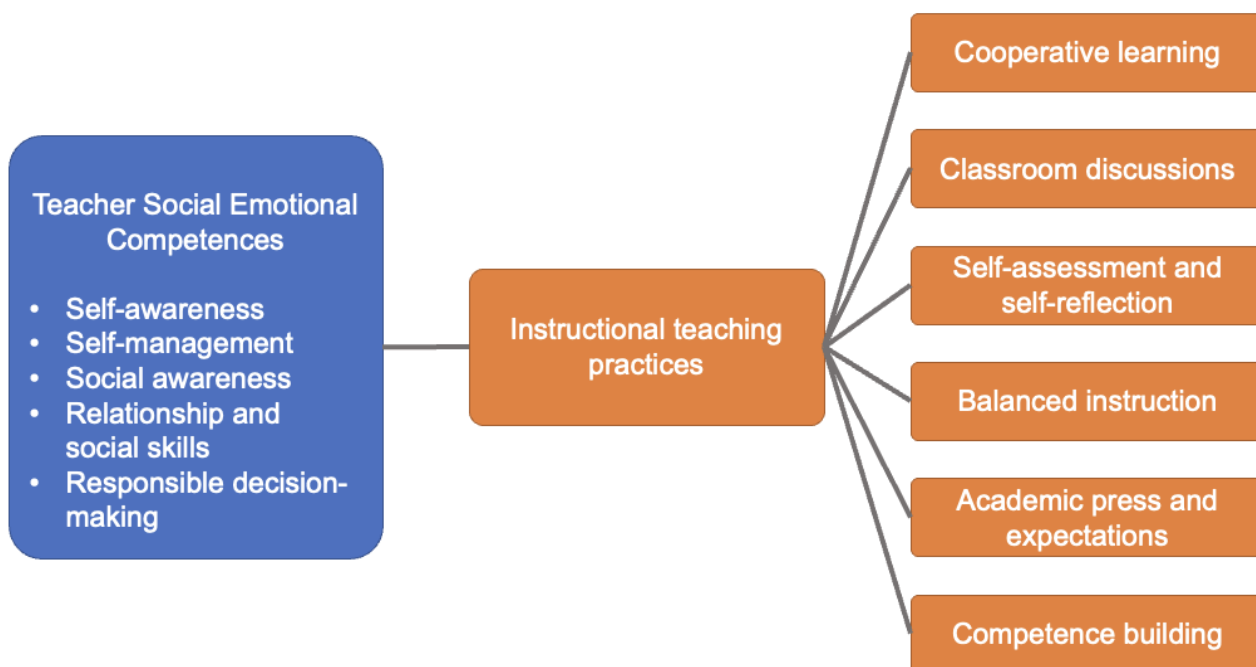 Teacher Social Emotional
Competences
• Self-awareness
• Self-management
• Social awareness
• Relationship and
social skills
• Responsible decision-
making
Instructional teaching
practices
Cooperative learning
Classroom discussions
Self-assessment and
self-reflection
Balanced instruction
Academic press and
expectations
Competence building